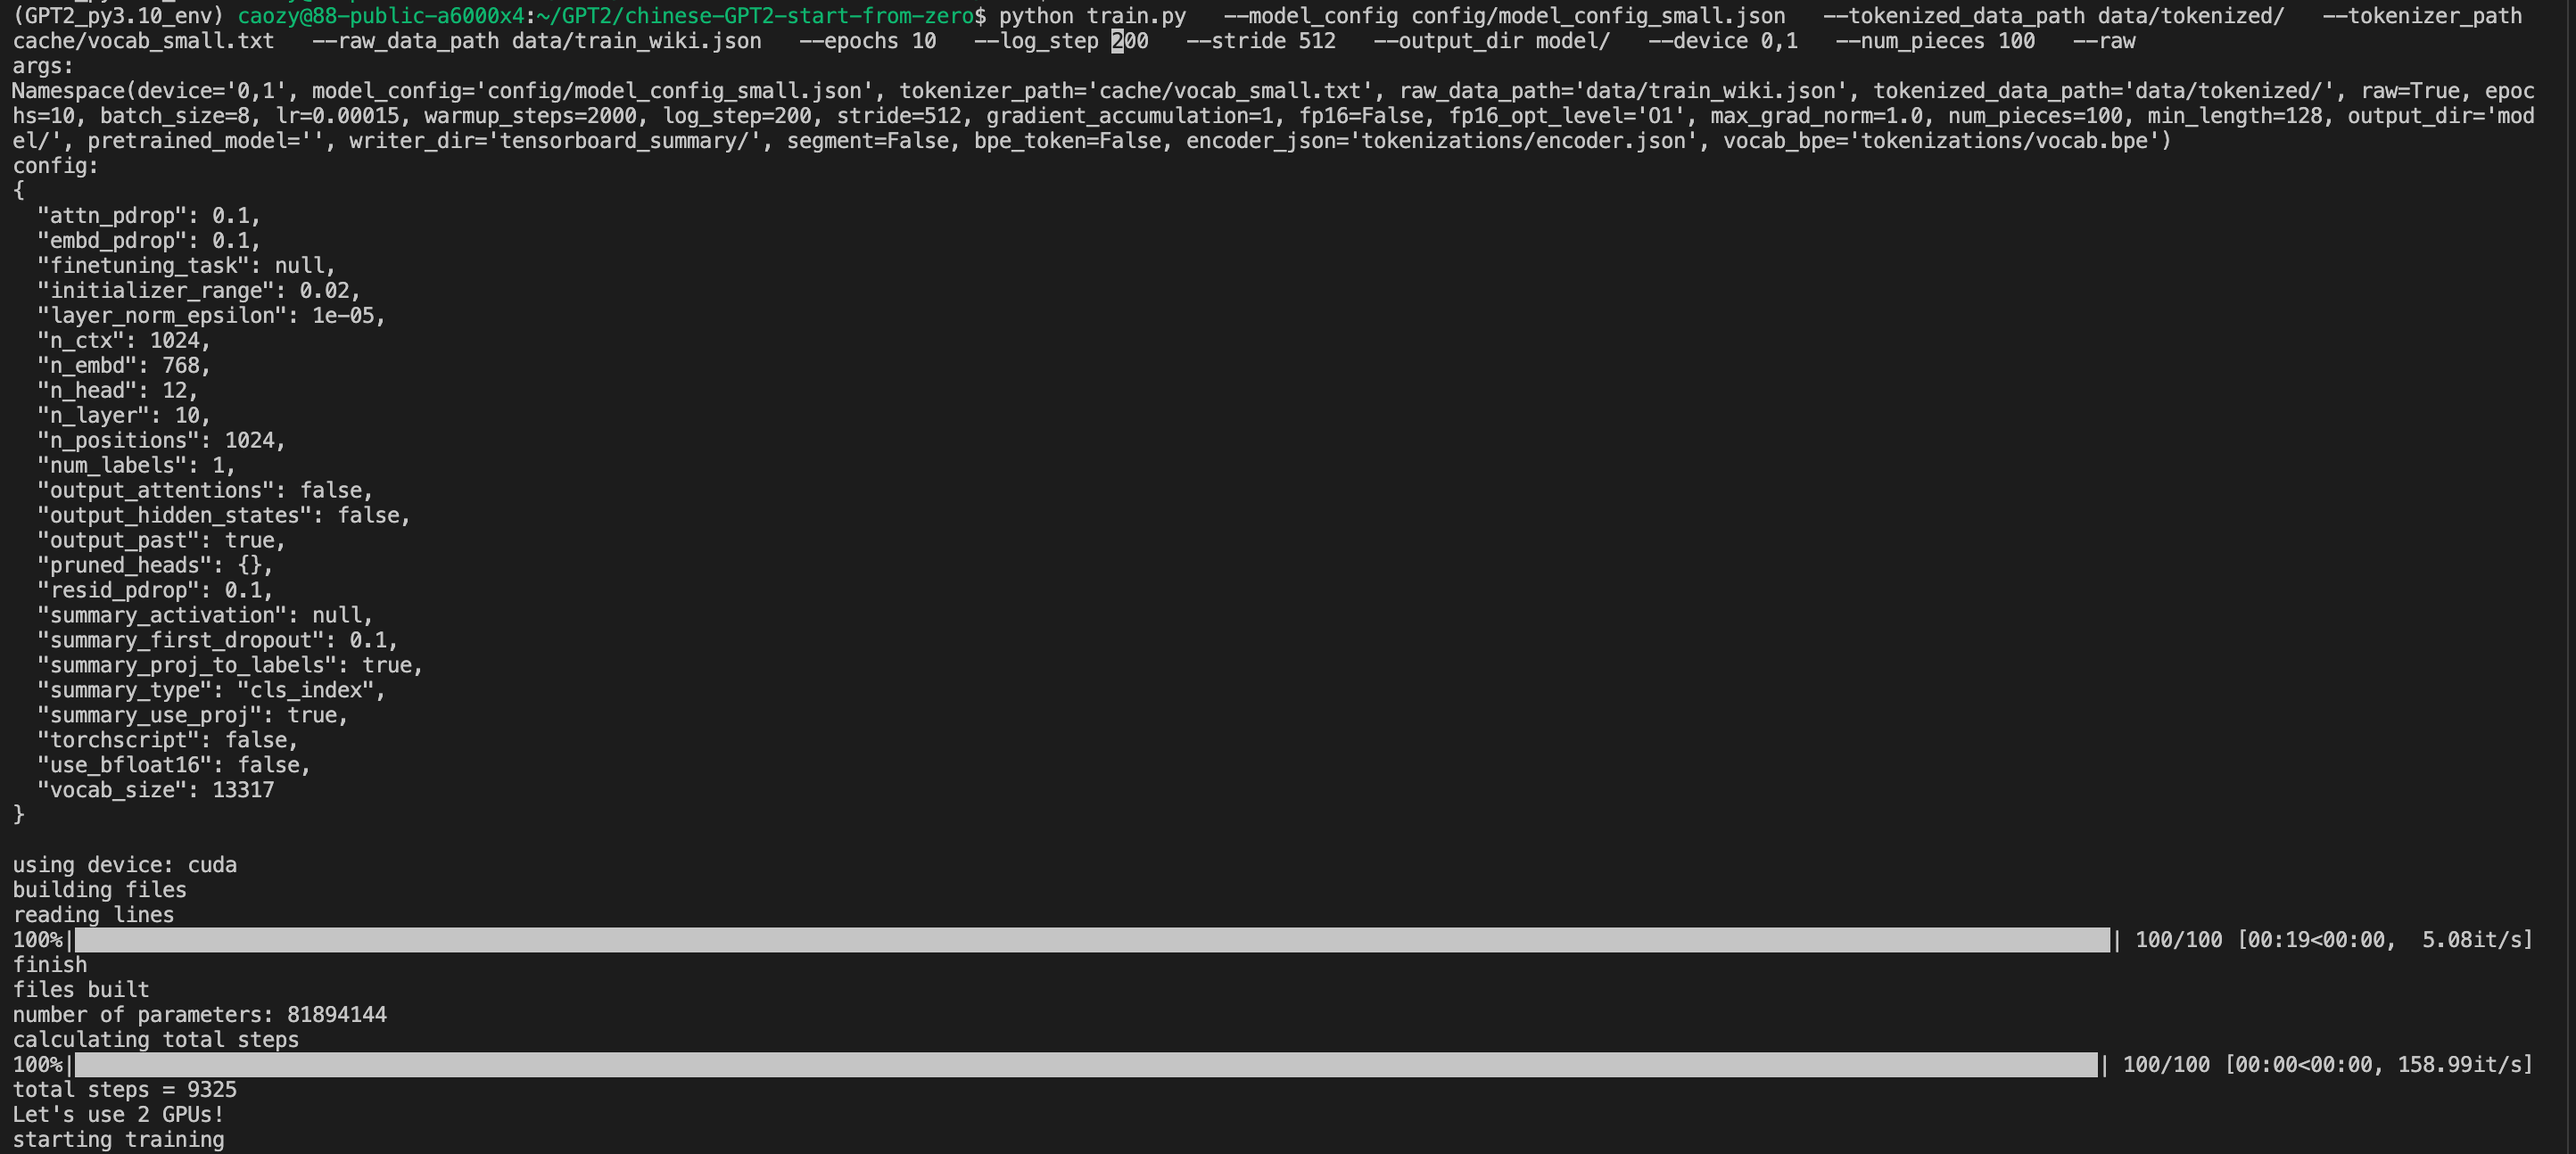 (GPT2_py3.10_env) caozy@88-public-a6000x4:~/GPT2/chinese-GPT2-start-from-zero$ python train.py   --model_config config/model_config_small.json   --tokenized_data_path data/tokenized/   --tokenizer_path
cache/vocab_small.txt   --raw_data_path data/train_wiki.json   --epochs 10   --log_step 200   --stride 512   --output_dir model/   --device 0,1   --num_pieces 100   --raw
args:
Namespace(device='0,1', model_config='config/model_config_small.json', tokenizer_path='cache/vocab_small.txt', raw_data_path='data/train_wiki.json', tokenized_data_path='data/tokenized/', raw=True, epoc
hs=10, batch_size=8, lr=0.00015, warmup_steps=2000, log_step=200, stride=512, gradient_accumulation=1, fp16=False, fp16_opt_level='O1', max_grad_norm=1.0, num_pieces=100, min_length=128, output_dir='mod
el/', pretrained_model='', writer_dir='tensorboard_summary/', segment=False, bpe_token=False, encoder_json='tokenizations/encoder.json', vocab_bpe='tokenizations/vocab.bpe')
config:
{
  "attn_pdrop": 0.1,
  "embd_pdrop": 0.1,
  "finetuning_task": null,
  "initializer_range": 0.02,
  "layer_norm_epsilon": 1e-05,
  "n_ctx": 1024,
  "n_embd": 768,
  "n_head": 12,
  "n_layer": 10,
  "n_positions": 1024,
  "num_labels": 1,
  "output_attentions": false,
  "output_hidden_states": false,
  "output_past": true,
  "pruned_heads": {},
  "resid_pdrop": 0.1,
  "summary_activation": null,
  "summary_first_dropout": 0.1,
  "summary_proj_to_labels": true,
  "summary_type": "cls_index",
  "summary_use_proj": true,
  "torchscript": false,
  "use_bfloat16": false,
  "vocab_size": 13317
}

using device: cuda
building files
reading lines
100%| | 100/100 [00:19<00:00,  5.08it/s]
finish
files built
number of parameters: 81894144
calculating total steps
100%| | 100/100 [00:00<00:00, 158.99it/s]
total steps = 9325
Let's use 2 GPUs!
starting training